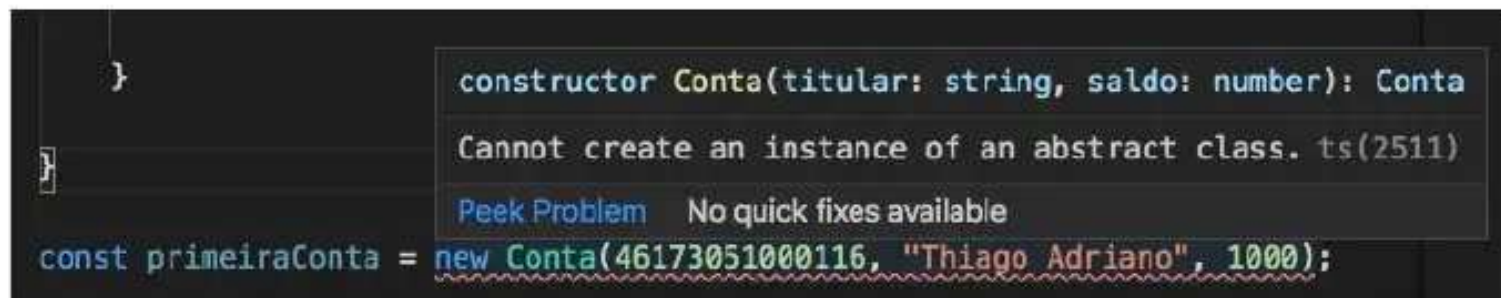 }
constructor Conta(titular: string, saldo: number): Conta
Cannot create an instance of an abstract class. ts(2511)
}
Peek Problem No quick fixes available
const primeiraConta = new Conta(46173051000116, "Thiago Adriano", 1000);